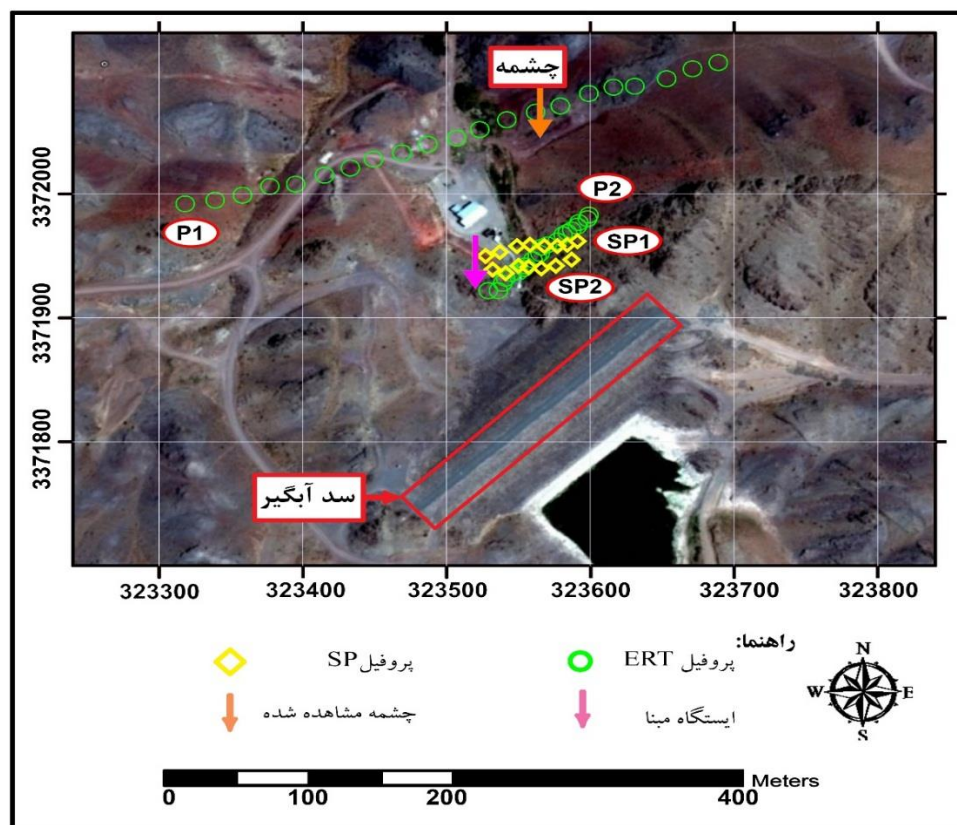 چشمه
P1
P2
SP1
SP2
سد آبگیر
3372000
3371900
3371800
323300 323400 323500 323600 323700 323800
راهنما:
پروفیل ERT
پروفیل SP
ایستگاه مبنا
چشمه مشاهده شده
N
W E
S
Meters
0 100 200 400